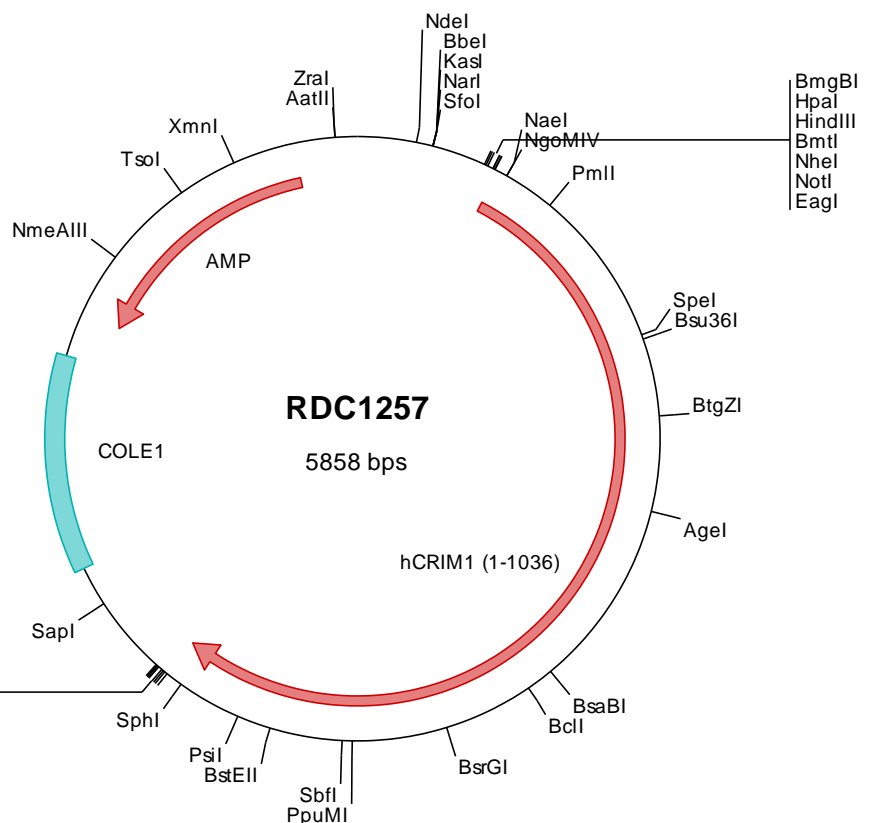 NdeI
BbeI
KasI
NarI
SfoI
ZraI
AatII
XmnI
TsoI
NmeAIII
NaeI
NgoMIV
PmlI
BmgBI
HpaI
HindIII
BmtI
NheI
NotI
EagI
AMP
SpeI
Bsu36I
BtgZI
RDC1257
5858 bps
COLE1
AgeI
hCRIM1 (1-1036)
SapI
SphI
PsiI
BstEII
SbfI
PpuMI
BsrGI
BclI
BsaBI